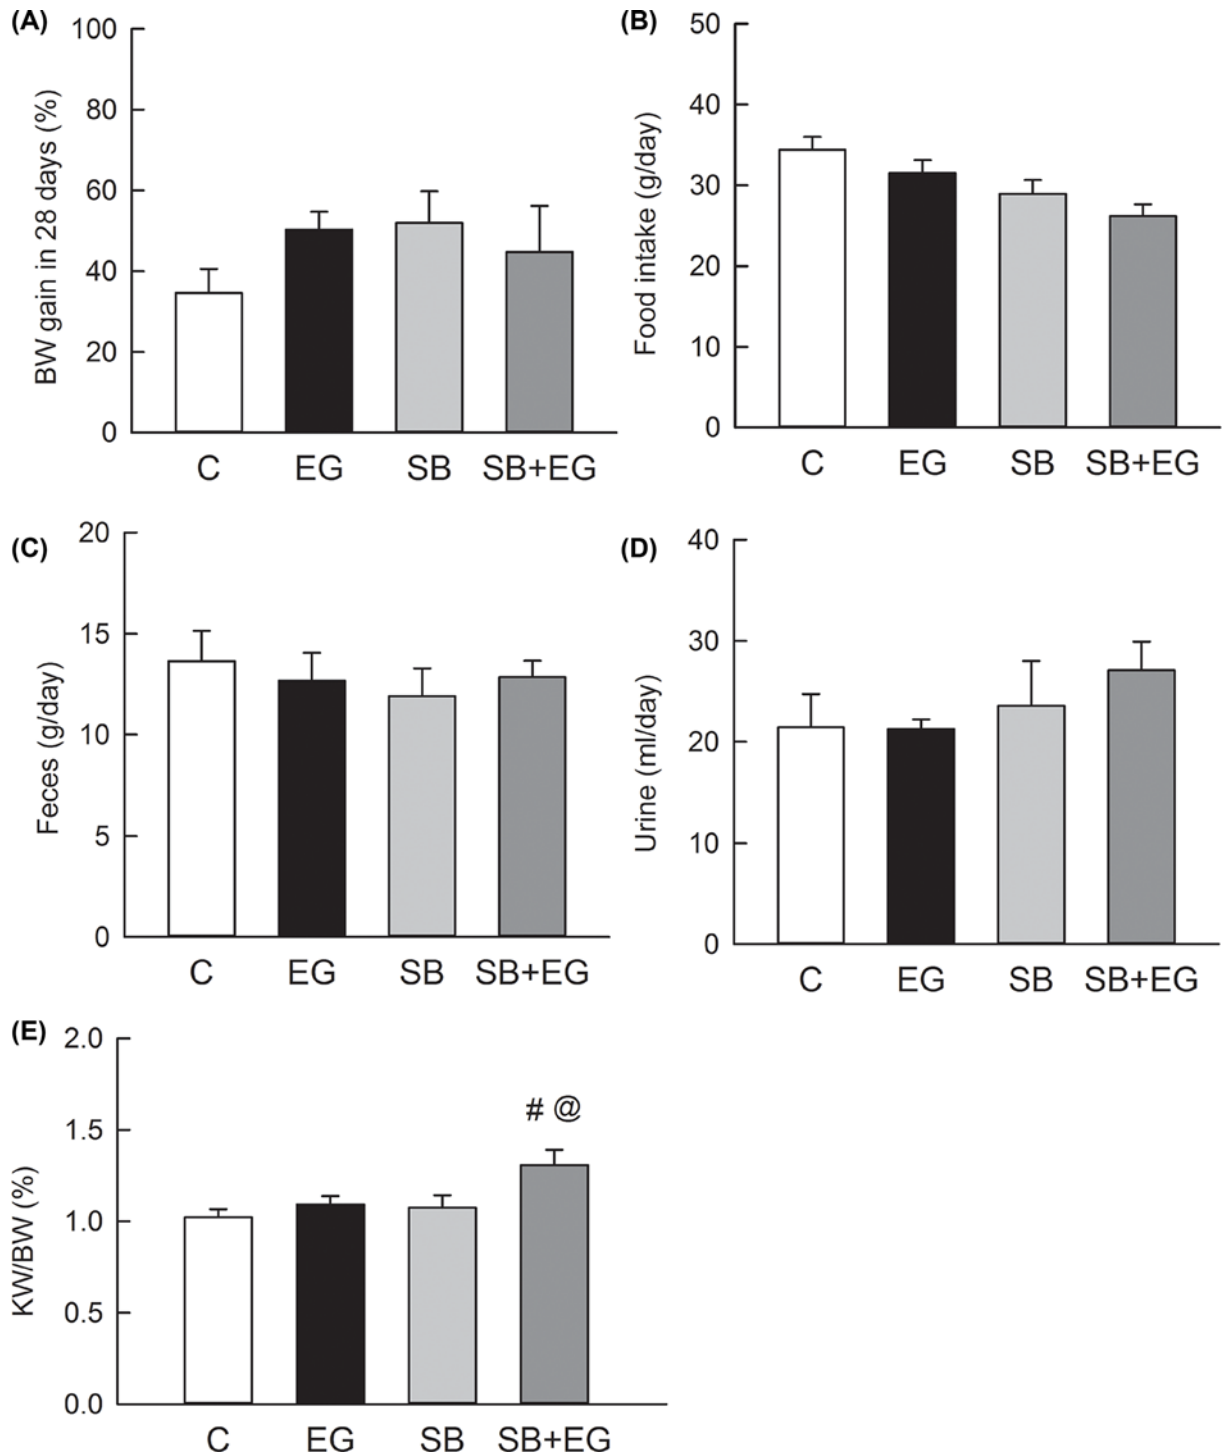 (A)
BW gain in 28 days (%)
100
80
60
40
20
0
C EG SB SB+EG
(B)
Food intake (g/day)
50
40
30
20
10
0
C EG SB SB+EG
(C)
Feces (g/day)
20
15
10
5
0
C EG SB SB+EG
(D)
Urine (ml/day)
40
30
20
10
0
C EG SB SB+EG
(E)
KW/BW (%)
2.0
1.5
1.0
0.5
0.0
# @
C EG SB SB+EG